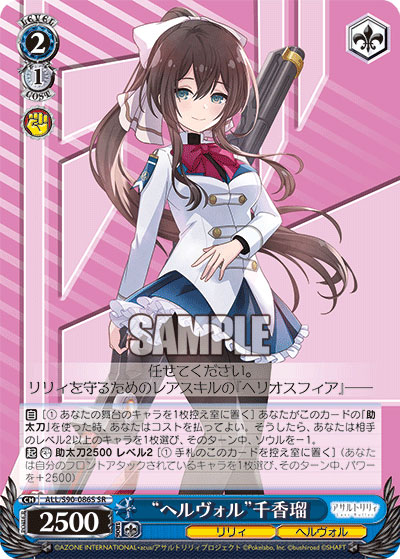 LEVEL
2
1
COST
SAMPLE
任せてください。
リリィを守るためのレアスキルの『ヘリオスフィア』――
【自】 [① あなたの舞台のキャラを1枚控え室に置く] あなたがこのカードの『助
太刀』を使った時、あなたはコストを払ってよい。そうしたら、あなたは相手
のレベル2以上のキャラを1枚選び、そのターン中、ソウルを－1。
【起】 助太刀2500 レベル2 [① 手札のこのカードを控え室に置く] （あなた
は自分のフロントアタックされているキャラを1枚選び、そのターン中、パワー
を＋2500）
CH ALL/S90-086S SR
2500
“ヘルヴォル”千香瑠
リリィ
ヘルヴォル
アサルトリリィ
©AZONE INTERNATIONAL・acus/アサルトリリィプロジェクト ©Pokelabo, Inc. ©SHAFT